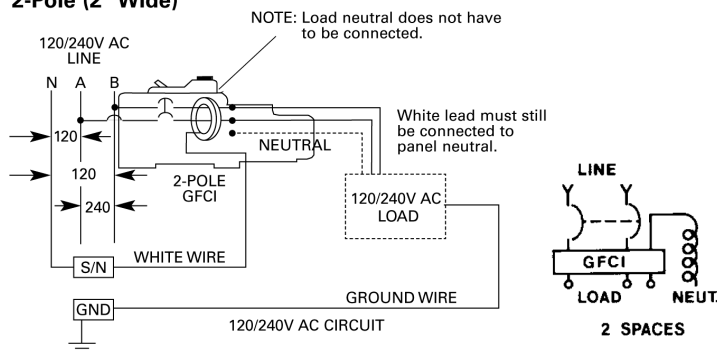 2-Pole (2" Wide)
NOTE: Load neutral does not have
to be connected.
120/240V AC
LINE
N A B
White lead must still
be connected to
panel neutral.
120
NEUTRAL
120
2-POLE
GFCI
240
120/240V AC
LOAD
WHITE WIRE
S/N
GROUND WIRE
GND
120/240V AC CIRCUIT
LINE
GFCI
LOAD
NEUT.
2 SPACES